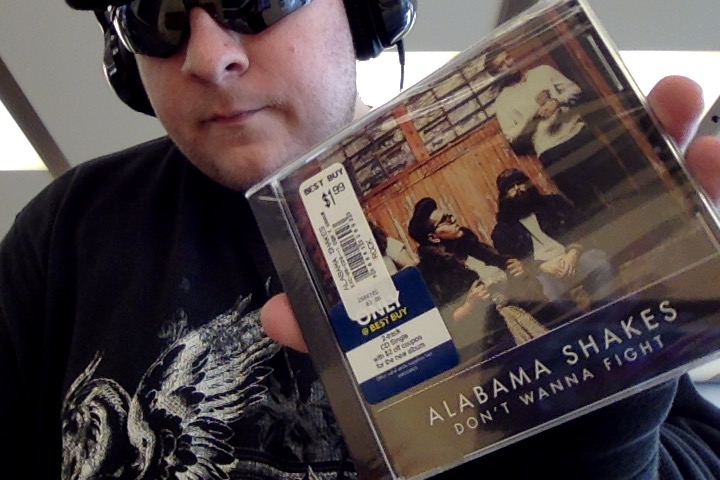 BEST BUY
$1.99
ROCK
ONLY
@ BEST BUY
2-track
CD Single
with $2 off coupon
for the new album
ALABAMA SHAKES
DON'T WANNA FIGHT